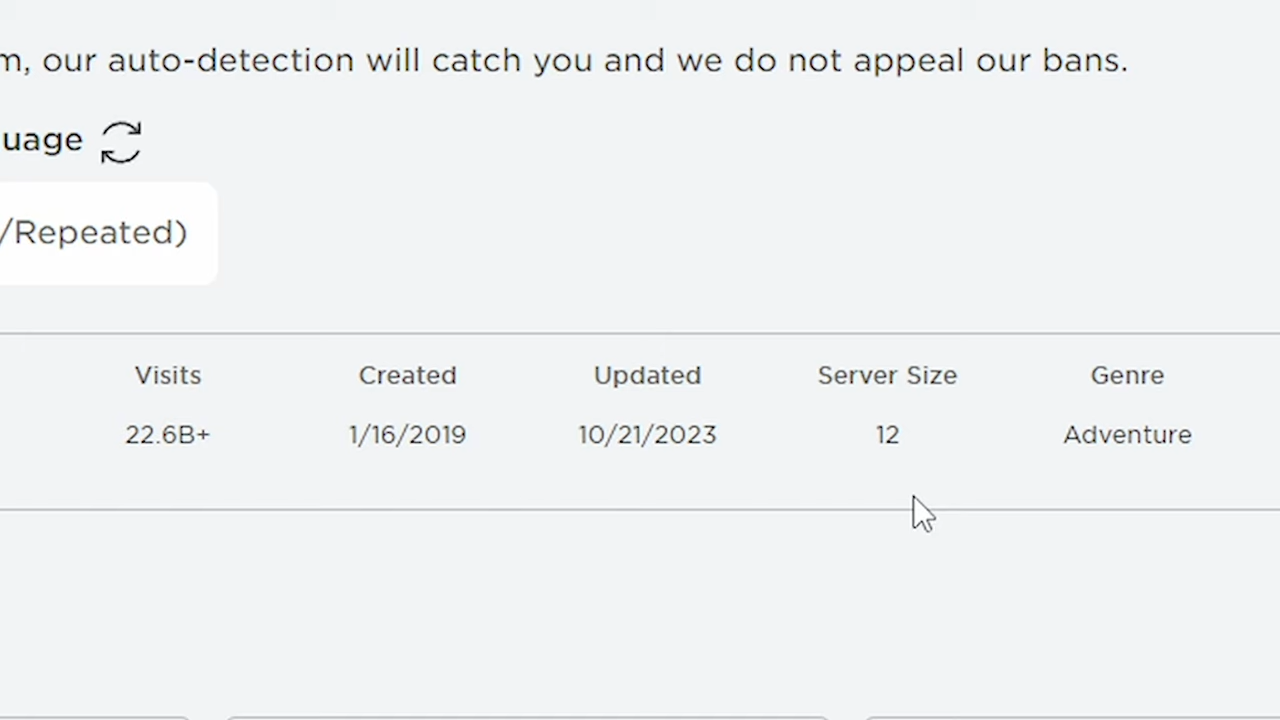 m, our auto-detection will catch you and we do not appeal our bans.
uage
/Repeated)
Visits Created Updated Server Size Genre
22.6B+ 1/16/2019 10/21/2023 12 Adventure